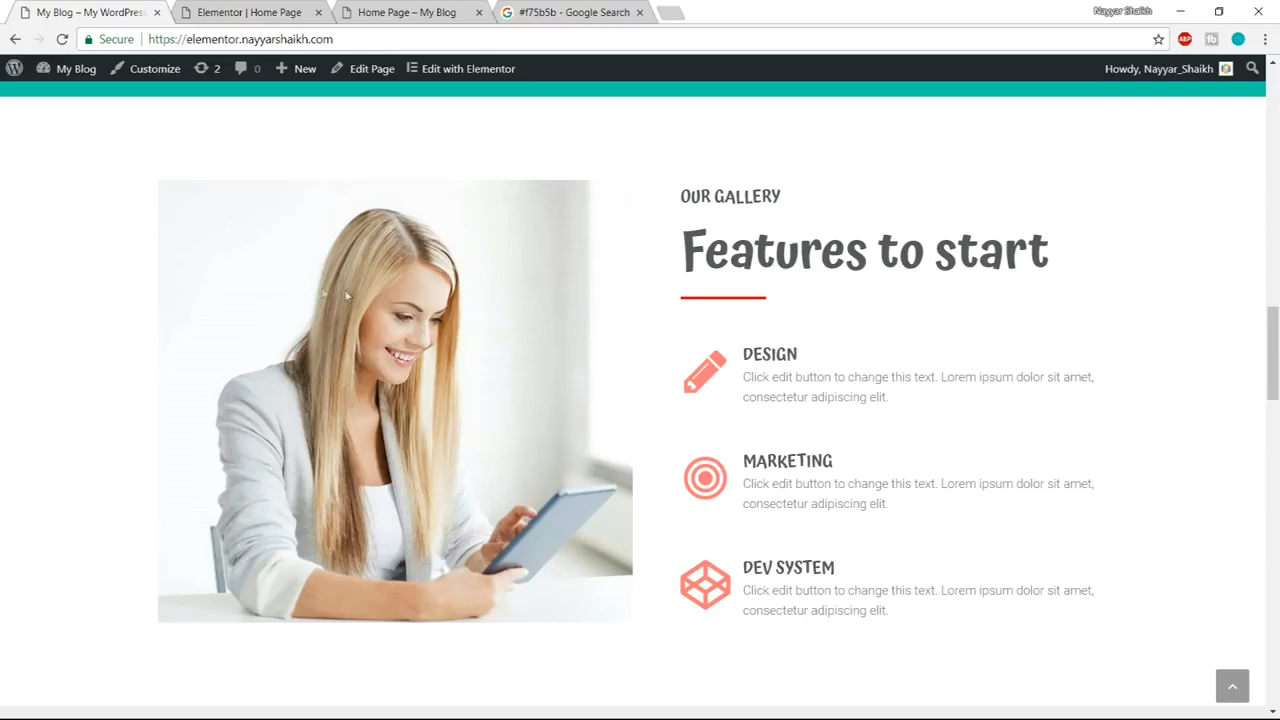 My Blog – My WordPress
Elementor | Home Page
Home Page – My Blog
#f75b5b - Google Search
Nayyar Shaikh
Secure
https://elementor.nayyarshaikh.com
ABP
My Blog
Customize
2
0
New
Edit Page
Edit with Elementor
Howdy, Nayyar_Shaikh
OUR GALLERY
Features to start
DESIGN
Click edit button to change this text. Lorem ipsum dolor sit amet,
consectetur adipiscing elit.
MARKETING
Click edit button to change this text. Lorem ipsum dolor sit amet,
consectetur adipiscing elit.
DEV SYSTEM
Click edit button to change this text. Lorem ipsum dolor sit amet,
consectetur adipiscing elit.